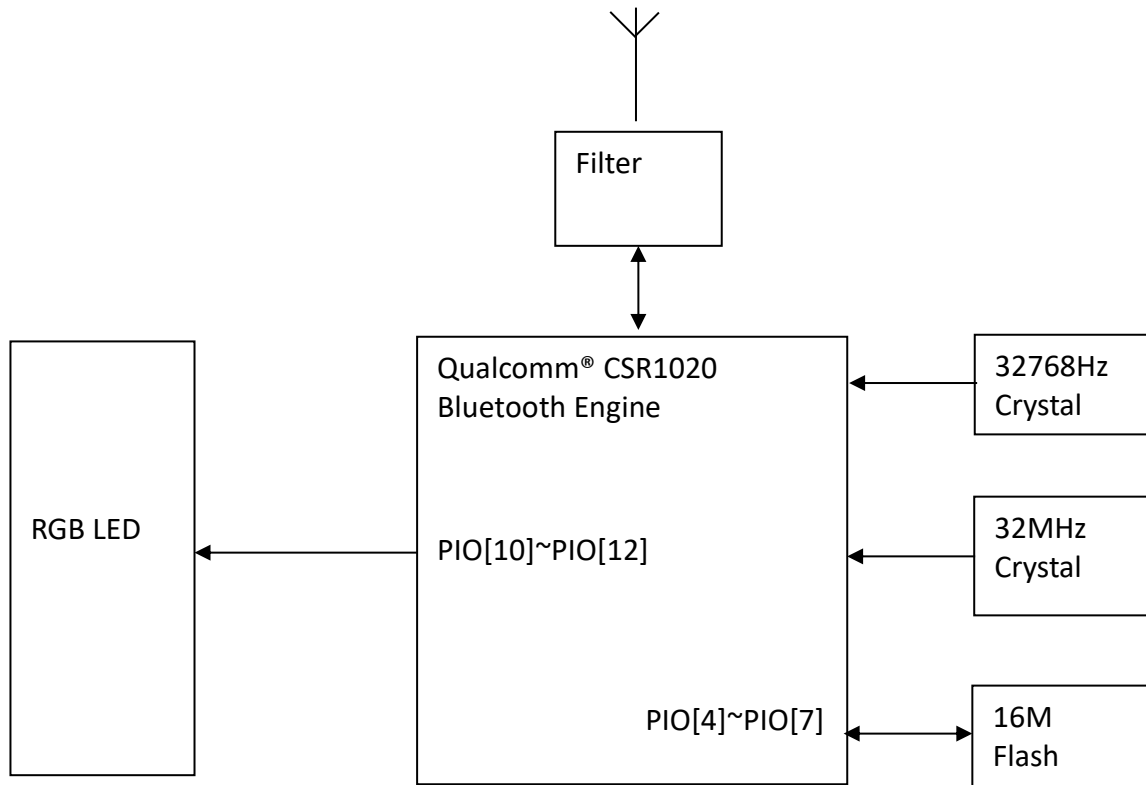 Filter
Qualcomm® CSR1020
Bluetooth Engine
32768Hz
Crystal
RGB LED
PIO[10]~PIO[12]
32MHz
Crystal
PIO[4]~PIO[7]
16M
Flash